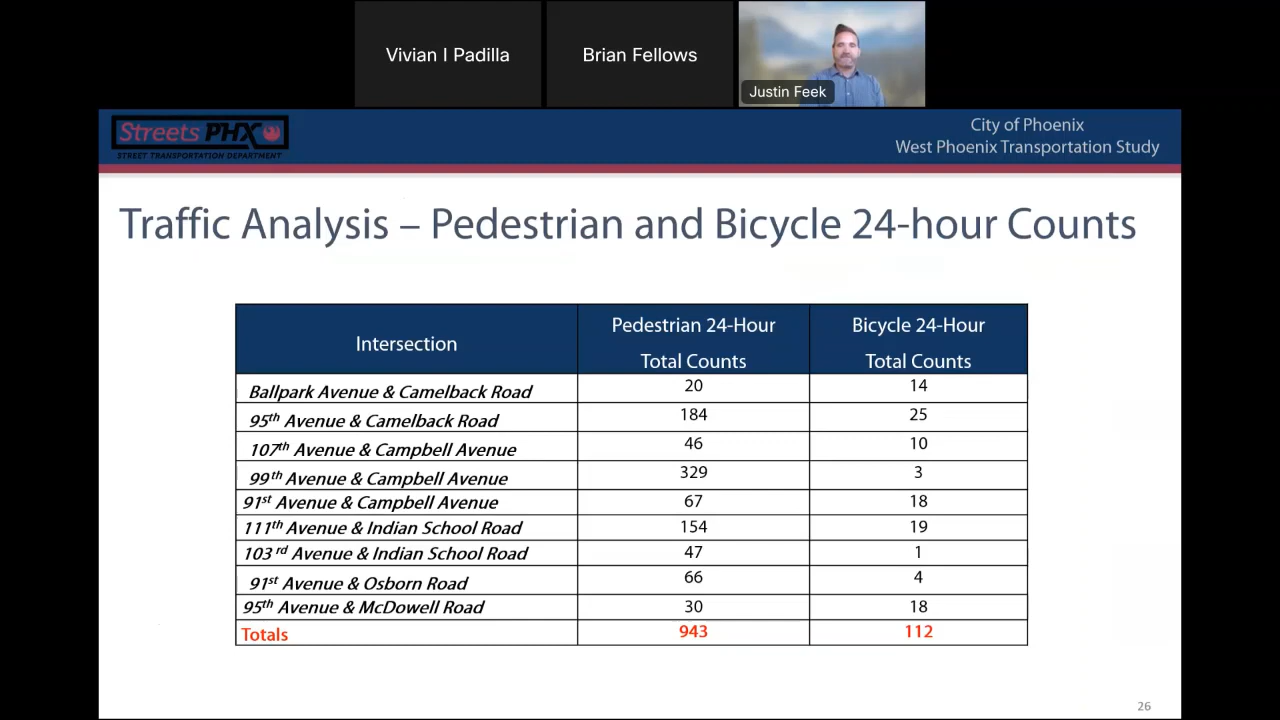 Vivian I Padilla
Brian Fellows
Justin Feek
Streets PHX
STREET TRANSPORTATION DEPARTMENT
City of Phoenix
West Phoenix Transportation Study
Traffic Analysis – Pedestrian and Bicycle 24-hour Counts
Intersection Pedestrian 24-Hour Total Counts Bicycle 24-Hour Total Counts
Ballpark Avenue & Camelback Road 20 14
95th Avenue & Camelback Road 184 25
107th Avenue & Campbell Avenue 46 10
99th Avenue & Campbell Avenue 329 3
91st Avenue & Campbell Avenue 67 18
111th Avenue & Indian School Road 154 19
103rd Avenue & Indian School Road 47 1
91st Avenue & Osborn Road 66 4
95th Avenue & McDowell Road 30 18
Totals 943 112
26